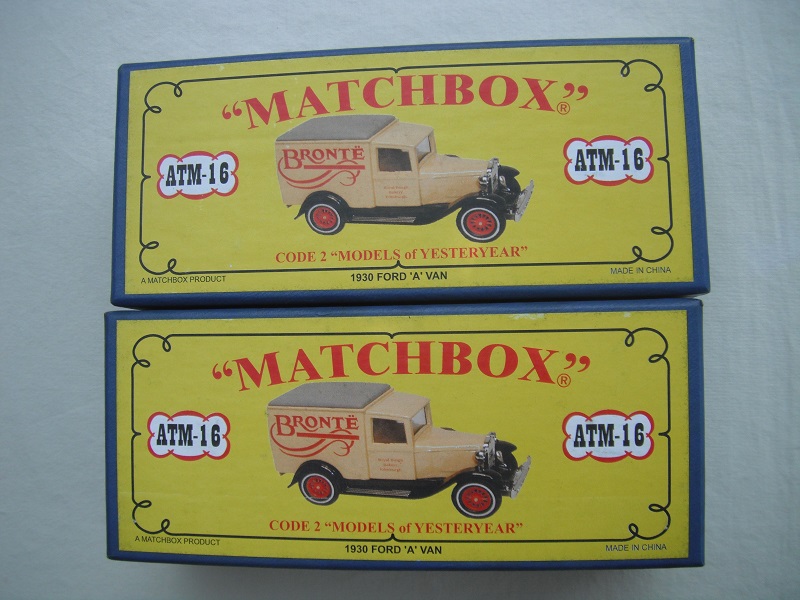 “MATCHBOX”®
ATM-16
BRONTË
ATM-16
CODE 2 “MODELS of YESTERYEAR”
A MATCHBOX PRODUCT
1930 FORD 'A' VAN
MADE IN CHINA
“MATCHBOX”®
ATM-16
BRONTË
ATM-16
CODE 2 “MODELS of YESTERYEAR”
A MATCHBOX PRODUCT
1930 FORD 'A' VAN
MADE IN CHINA